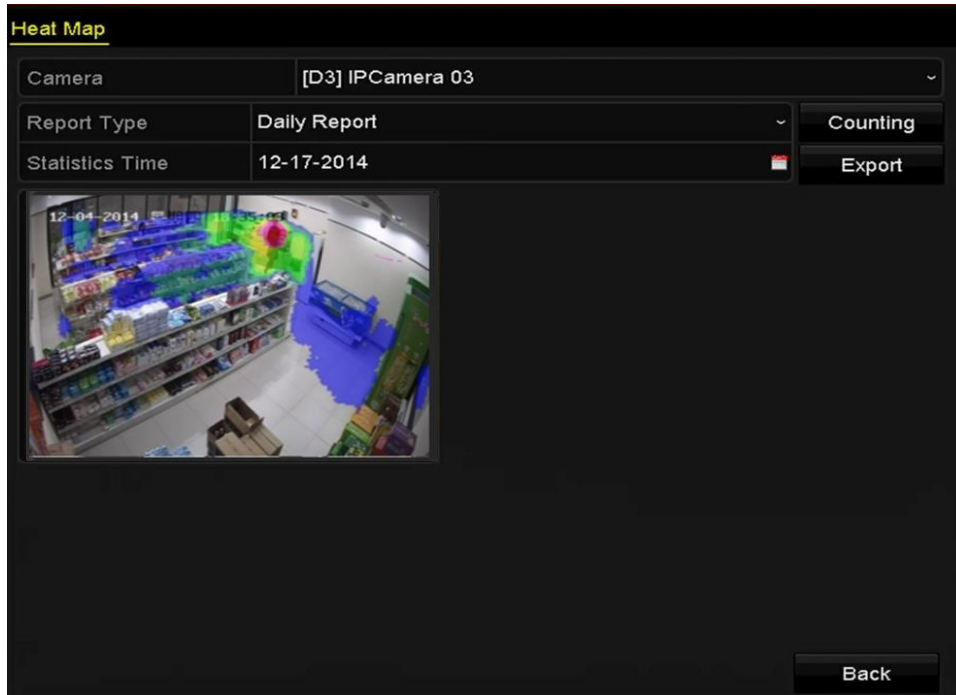 Heat Map
Camera [D3] IPCamera 03
Report Type Daily Report Counting
Statistics Time 12-17-2014 Export
12-04-2014
Back